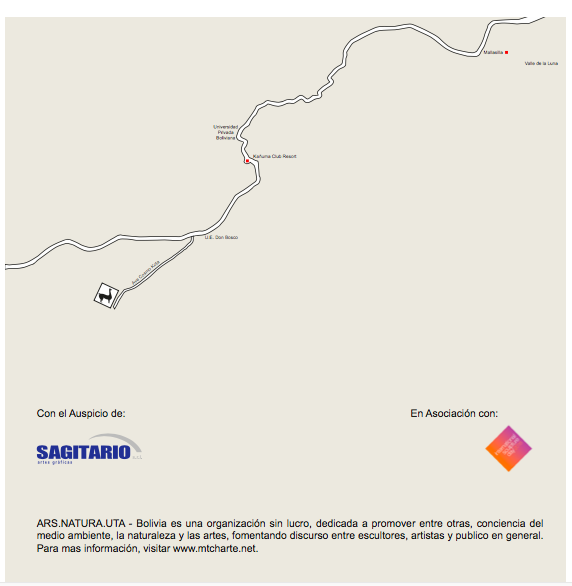 Mallasilla
Valle de la Luna
Universidad
Privada
Boliviana
Kiañuma Club Resort
U.E. Don Bosco
Con el Auspicio de:
En Asociación con:
SAGITARIO
artes gráficas
international
ARS.NATURA.UTA - Bolivia es una organización sin lucro, dedicada a promover entre otras, conciencia del
medio ambiente, la naturaleza y las artes, fomentando discurso entre escultores, artistas y publico en general.
Para mas información, visitar www.mtcharte.net.